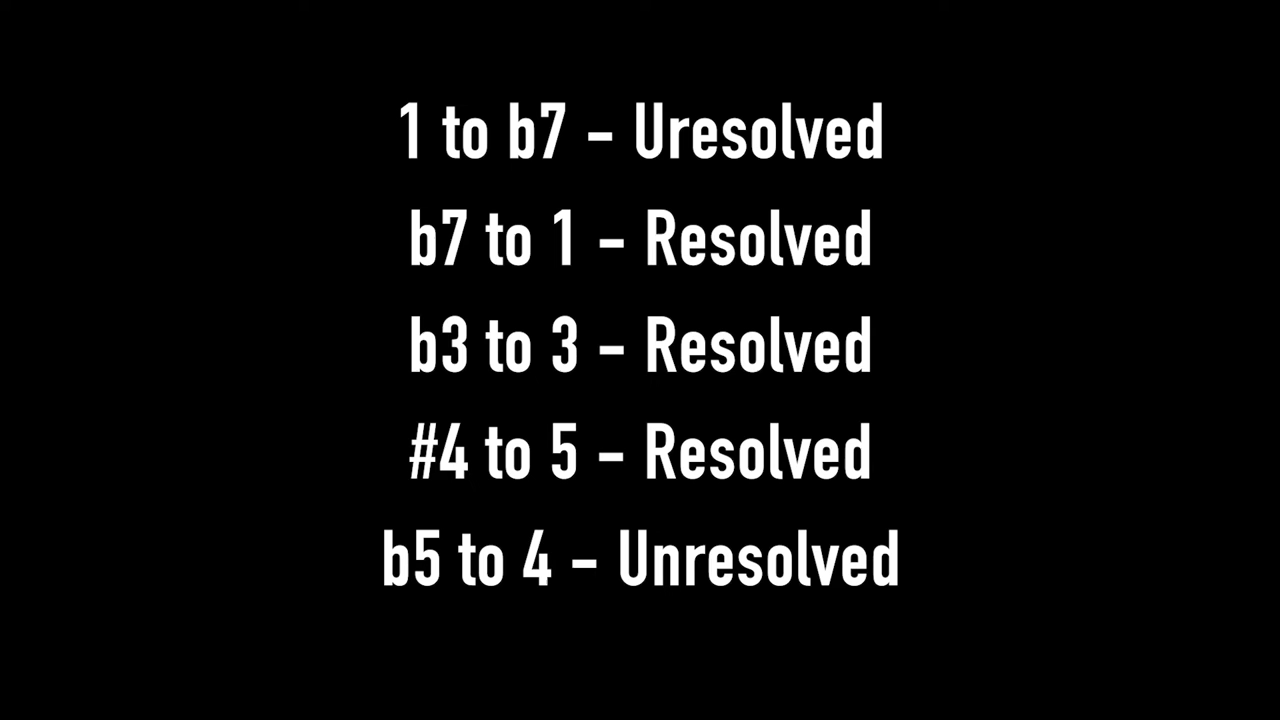 1 to b7 – Uresolved
b7 to 1 – Resolved
b3 to 3 – Resolved
#4 to 5 – Resolved
b5 to 4 – Unresolved